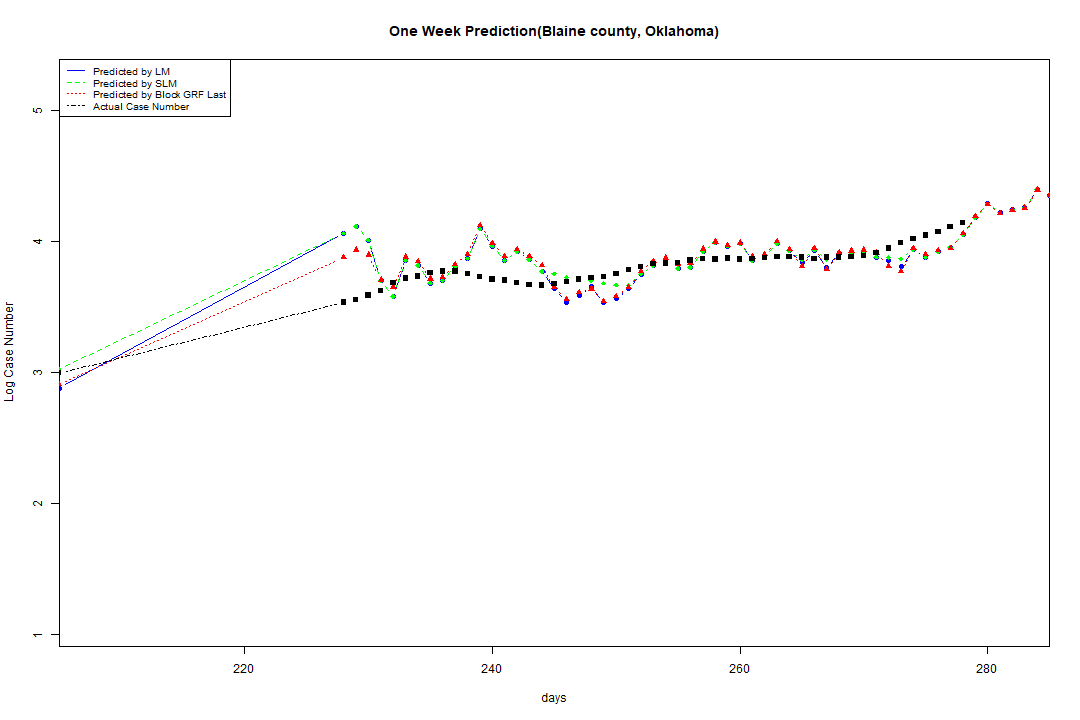 One Week Prediction(Blaine county, Oklahoma)
Predicted by LM
Predicted by SLM
Predicted by Block GRF Last
Actual Case Number
5
4
3
2
1
Log Case Number
220
240
260
280
days